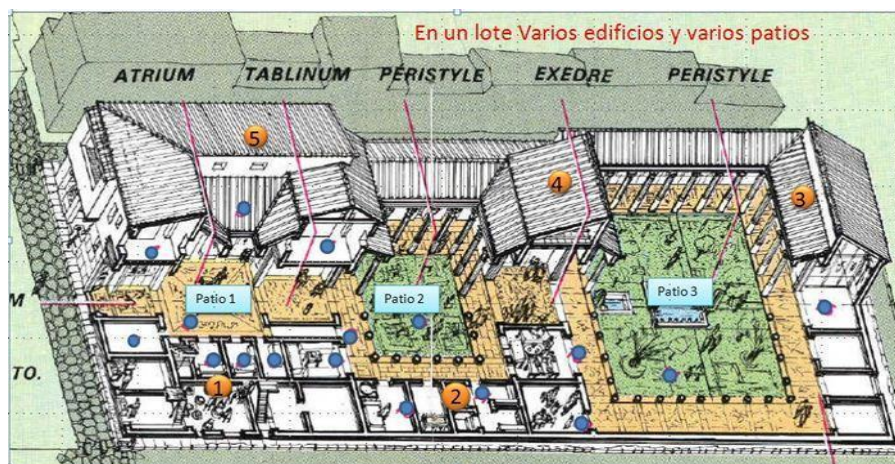 En un lote Varios edificios y varios patios
ATRIUM TABLINUM PERISTYLE EXEDRE PERISTYLE
5
4
3
Patio 1 Patio 2 Patio 3
M
TO.
1
2